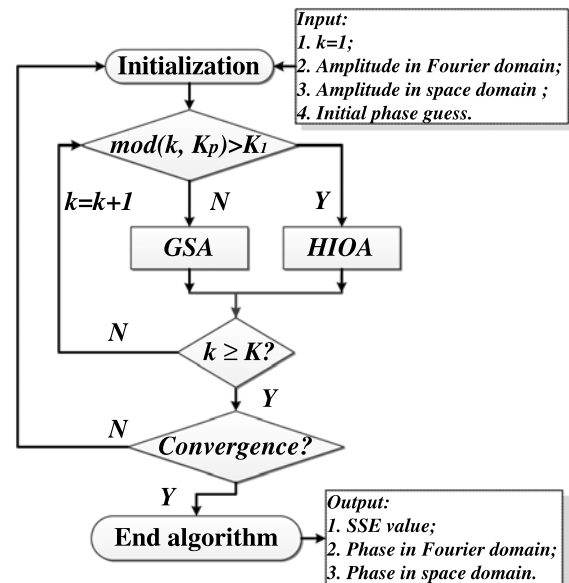 Input:
1. k=1;
2. Amplitude in Fourier domain;
3. Amplitude in space domain ;
4. Initial phase guess.
Initialization
mod(k, Kₚ)>K₁
k=k+1
N
Y
GSA
HIOA
N
k ≥ K?
Y
N
Convergence?
Y
End algorithm
Output:
1. SSE value;
2. Phase in Fourier domain;
3. Phase in space domain.